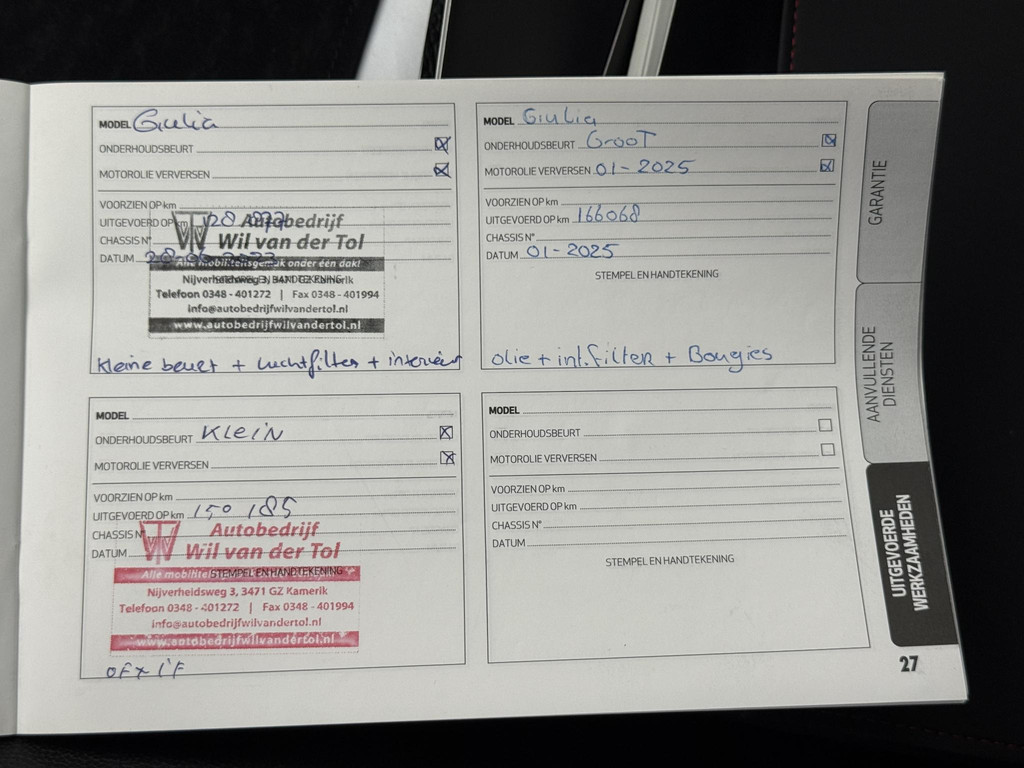 MODEL Giulia
ONDERHOUDSBEURT
MOTOROLIE VERVERSEN
VOORZIEN OP km
UITGEVOERD OP km
CHASSIS N°
DATUM
Autobedrijf
Wil van der Tol
Alle mobiliteitsgemak onder één dak!
STEMPEL EN HANDTEKENING
Nijverheidsweg 3, 3471 GZ Kamerik
Telefoon 0348 - 401272 | Fax 0348 - 401994
info@autobedrijfwilvandertol.nl
www.autobedrijfwilvandertol.nl
kleine beurt + luchtfilter + interieur
MODEL Giulia
ONDERHOUDSBEURT GrooT
MOTOROLIE VERVERSEN 01-2025
VOORZIEN OP km
UITGEVOERD OP km 166068
CHASSIS N°
DATUM 01-2025
STEMPEL EN HANDTEKENING
olie + int.filter + Bougies
MODEL
ONDERHOUDSBEURT KLEIN
MOTOROLIE VERVERSEN
VOORZIEN OP km
UITGEVOERD OP km 150 185
CHASSIS N°
DATUM
Autobedrijf
Wil van der Tol
STEMPEL EN HANDTEKENING
Nijverheidsweg 3, 3471 GZ Kamerik
Telefoon 0348 - 401272 | Fax 0348 - 401994
info@autobedrijfwilvandertol.nl
www.autobedrijfwilvandertol.nl
OF + IF
MODEL
ONDERHOUDSBEURT
MOTOROLIE VERVERSEN
VOORZIEN OP km
UITGEVOERD OP km
CHASSIS N°
DATUM
STEMPEL EN HANDTEKENING
GARANTIE
AANVULLENDE
DIENSTEN
UITGEVOERDE
WERKZAAMHEDEN
27